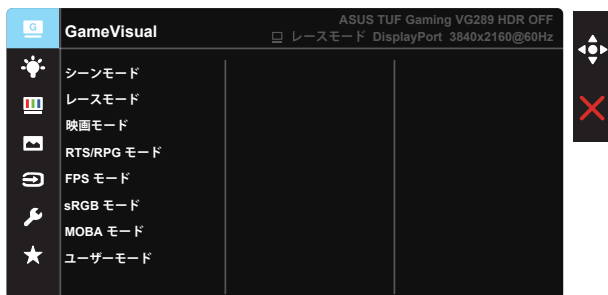 G
GameVisual
ASUS TUF Gaming VG289 HDR OFF
レースモード DisplayPort 3840x2160@60Hz
シーンモード
レースモード
映画モード
RTS/RPG モード
FPS モード
sRGB モード
MOBA モード
ユーザーモード